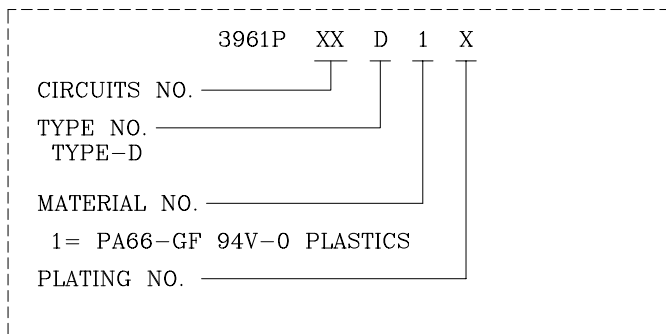 3961P XX D 1 X
CIRCUITS NO.
TYPE NO.
TYPE-D
MATERIAL NO.
1= PA66-GF 94V-0 PLASTICS
PLATING NO.